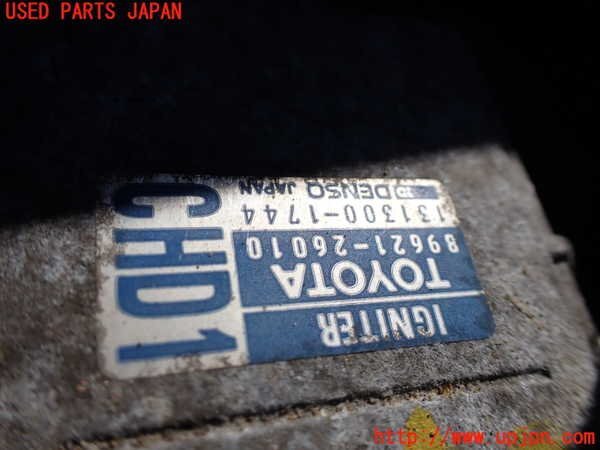 USED PARTS JAPAN
IGNITER
TOYOTA
89621-26010
131300-1744
DENSO JAPAN
CHD1
http://www.upjpn.com/